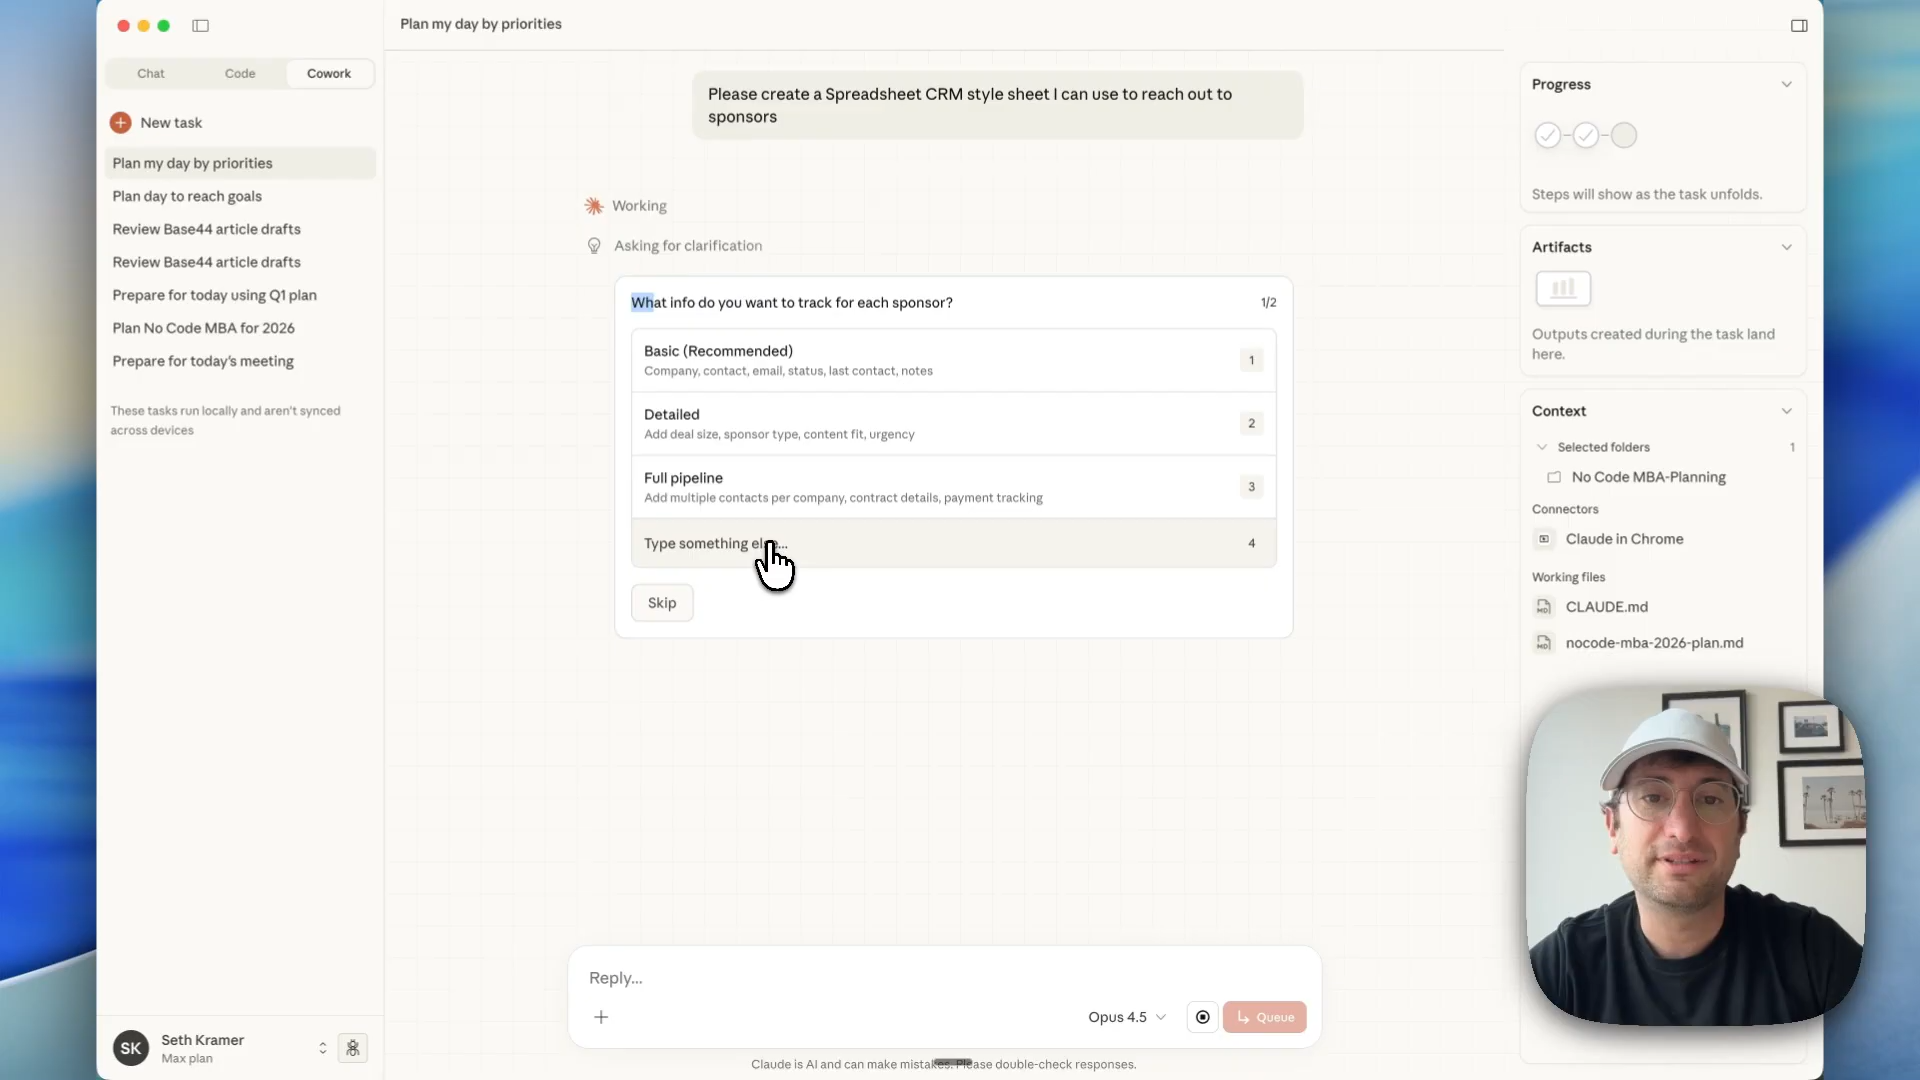 Plan my day by priorities
Chat
Code
Cowork
New task
Plan my day by priorities
Plan day to reach goals
Review Base44 article drafts
Review Base44 article drafts
Prepare for today using Q1 plan
Plan No Code MBA for 2026
Prepare for today's meeting
These tasks run locally and aren't synced
across devices
SK
Seth Kramer
Max plan
Please create a Spreadsheet CRM style sheet I can use to reach out to
sponsors
Working
Asking for clarification
What info do you want to track for each sponsor?
1/2
Basic (Recommended)
Company, contact, email, status, last contact, notes
1
Detailed
Add deal size, sponsor type, content fit, urgency
2
Full pipeline
Add multiple contacts per company, contract details, payment tracking
3
Type something else...
4
Skip
Reply...
Opus 4.5
Queue
Claude is AI and can make mistakes. Please double-check responses.
Progress
Steps will show as the task unfolds.
Artifacts
Outputs created during the task land
here.
Context
Selected folders
1
No Code MBA-Planning
Connectors
Claude in Chrome
Working files
MD
CLAUDE.md
MD
nocode-mba-2026-plan.md